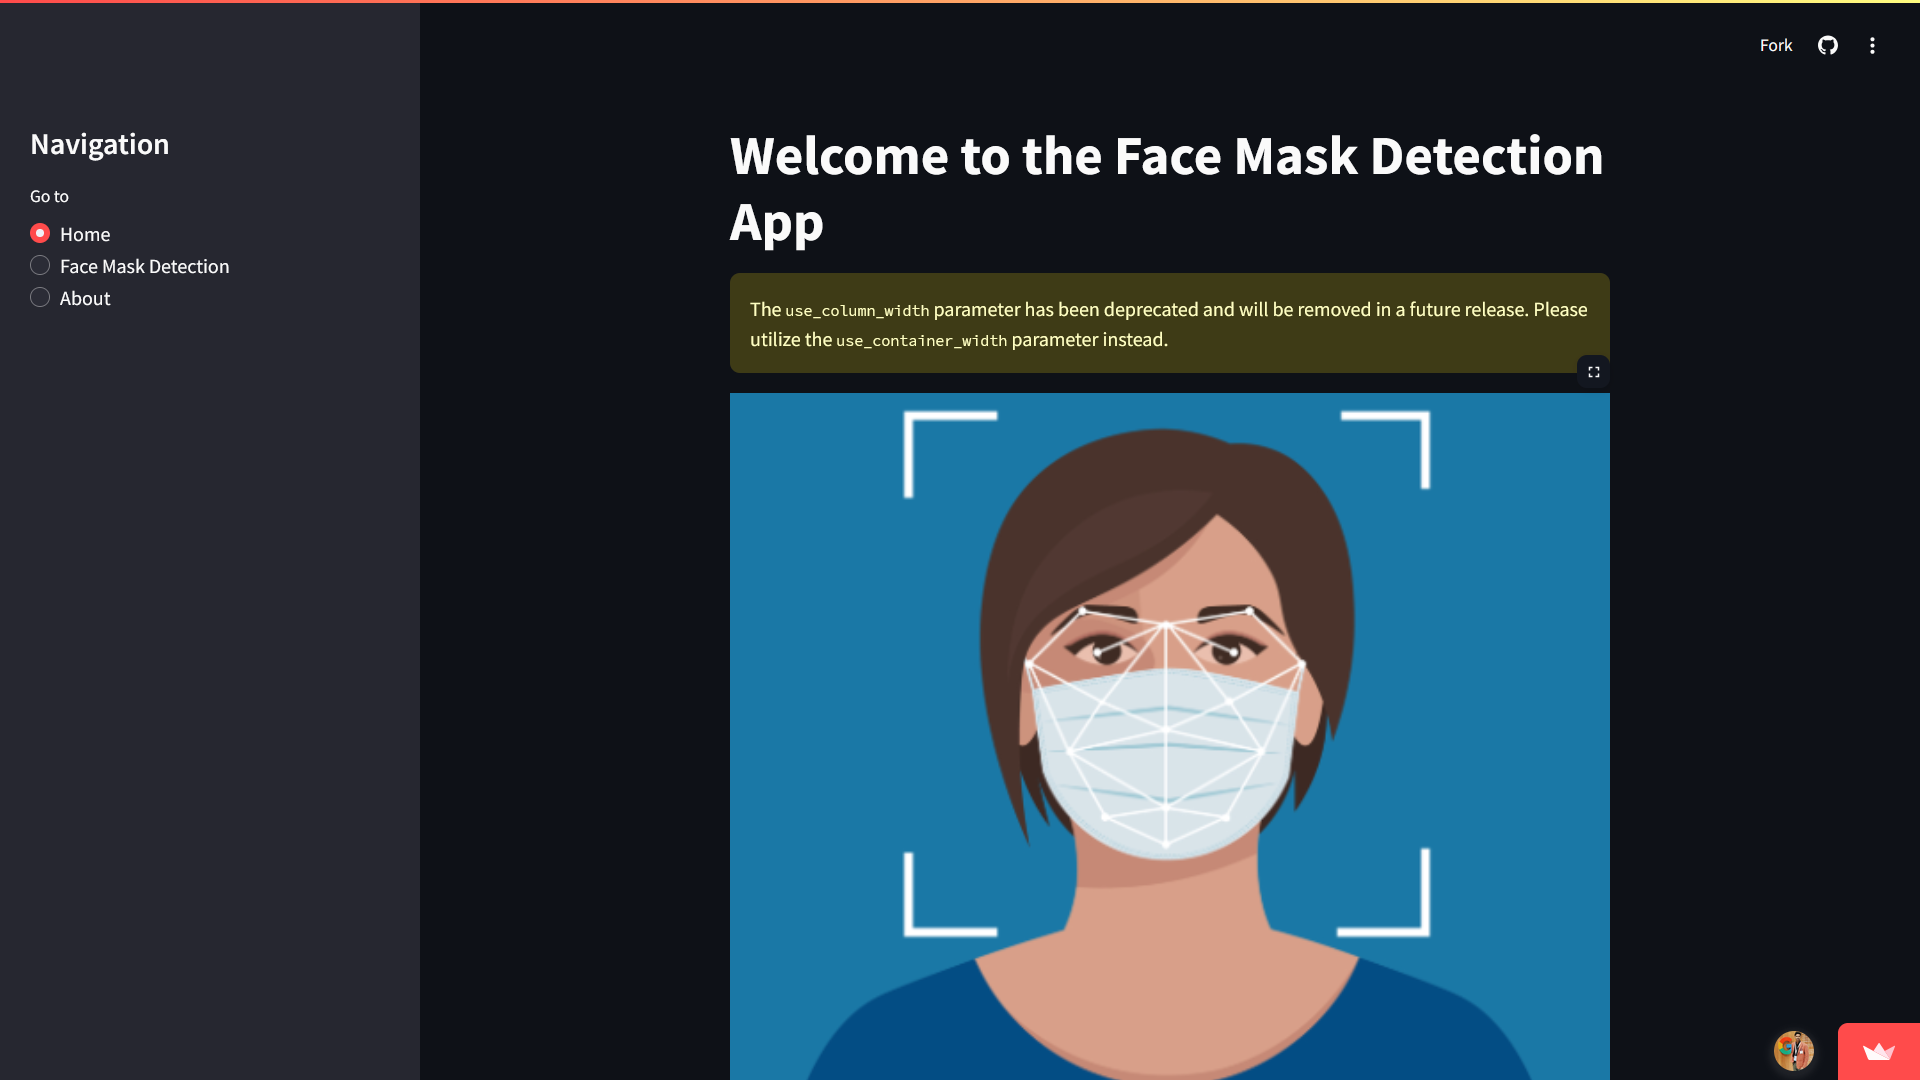 Fork
Navigation
Go to
Home
Face Mask Detection
About
Welcome to the Face Mask Detection
App
The use_column_width parameter has been deprecated and will be removed in a future release. Please
utilize the use_container_width parameter instead.